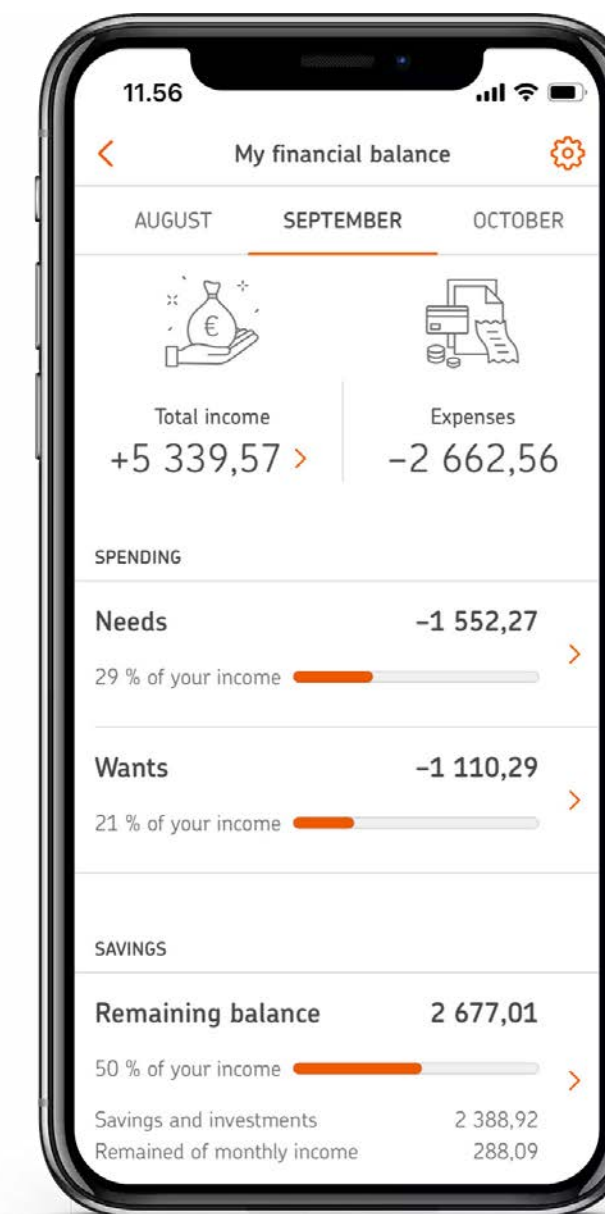 11.56
My financial balance
AUGUST SEPTEMBER OCTOBER
€
Total income Expenses
+5 339,57 > −2 662,56
SPENDING
Needs −1 552,27
29 % of your income
Wants −1 110,29
21 % of your income
SAVINGS
Remaining balance 2 677,01
50 % of your income
Savings and investments 2 388,92
Remained of monthly income 288,09